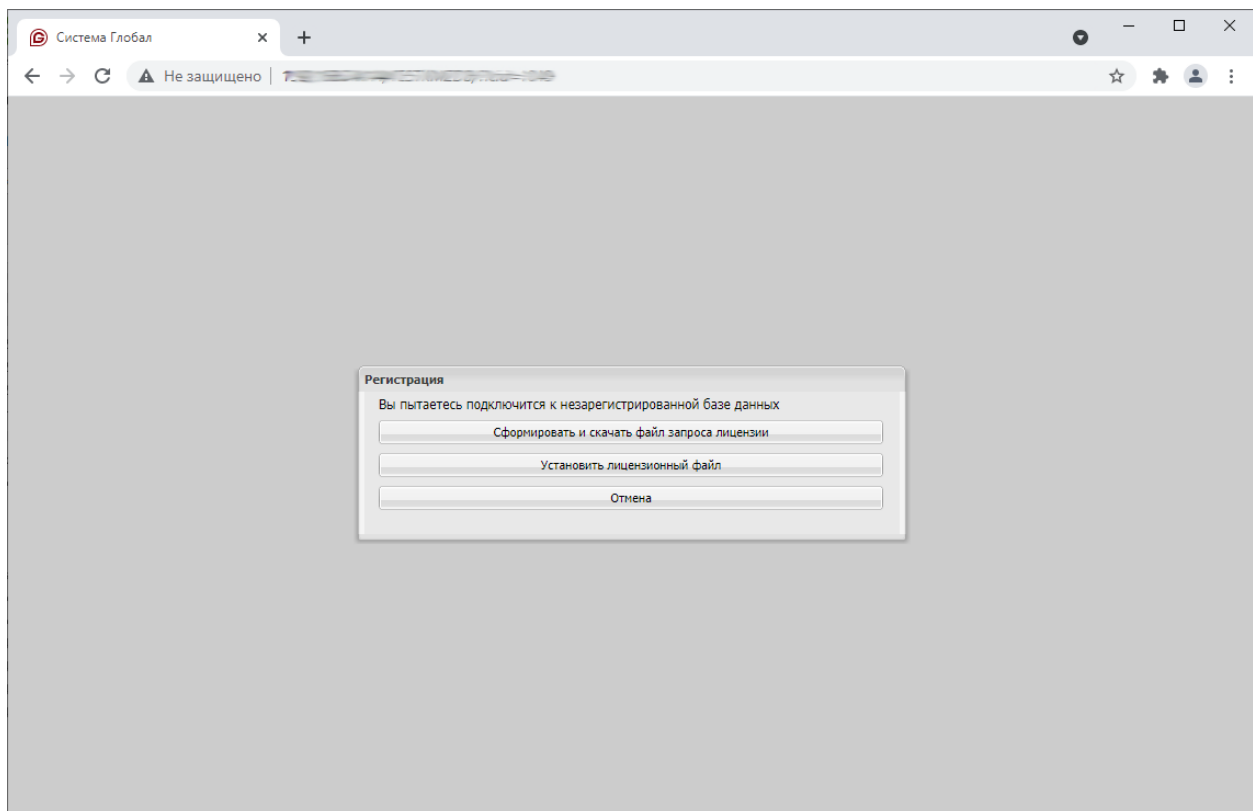 Система Глобал
Не защищено
Регистрация
Вы пытаетесь подключится к незарегистрированной базе данных
Сформировать и скачать файл запроса лицензии
Установить лицензионный файл
Отмена